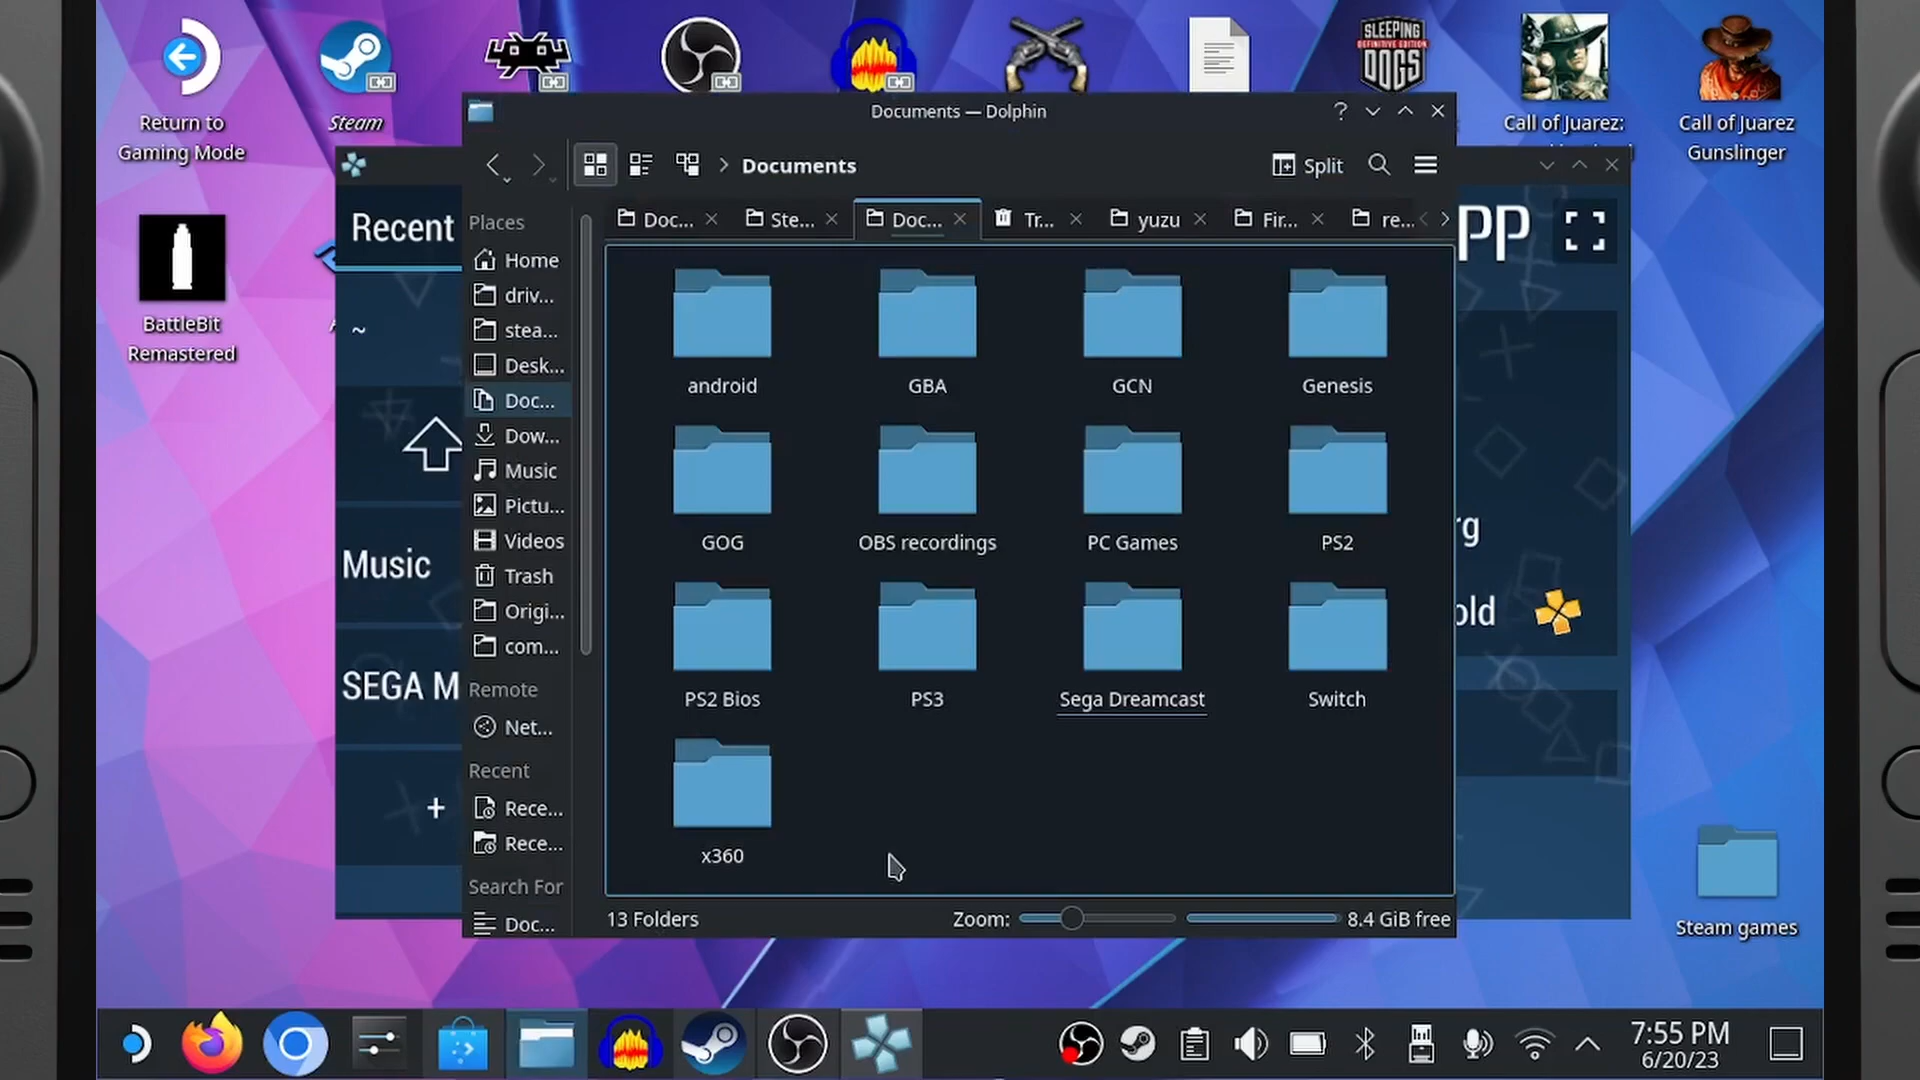 Return to
Gaming Mode
Steam
SLEEPING
DEFINITIVE EDITION
DOGS
Call of Juarez:
Call of Juarez
Gunslinger
BattleBit
Remastered
Steam games
Documents — Dolphin
Documents
Split
Doc...
Ste...
Doc...
Tr...
yuzu
Fir...
re...
Places
Home
driv...
stea...
Desk...
Doc...
Dow...
Music
Pictu...
Videos
Trash
Origi...
com...
Remote
Net...
Recent
Rece...
Rece...
Search For
Doc...
android
GBA
GCN
Genesis
GOG
OBS recordings
PC Games
PS2
PS2 Bios
PS3
Sega Dreamcast
Switch
x360
13 Folders
Zoom:
8.4 GiB free
Recent
~
Music
SEGA M
+
PP
rg
old
7:55 PM
6/20/23